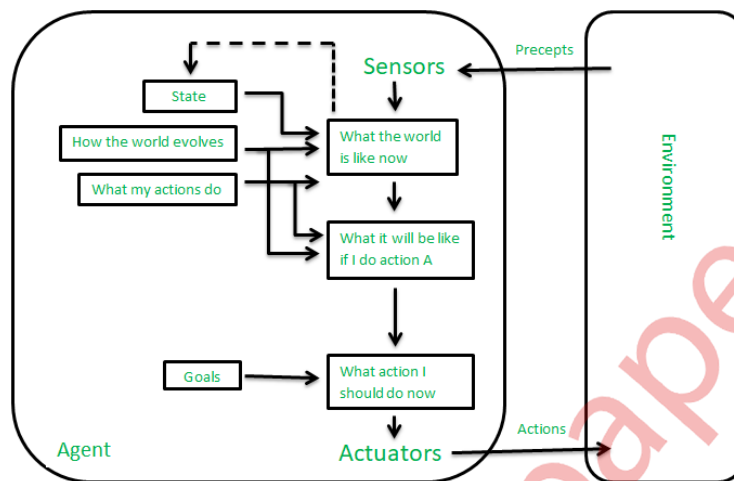 Precepts
Sensors
State
What the world
is like now
How the world evolves
What my actions do
What it will be like
if I do action A
Environment
Goals
What action I
should do now
Agent
Actuators
Actions
pape